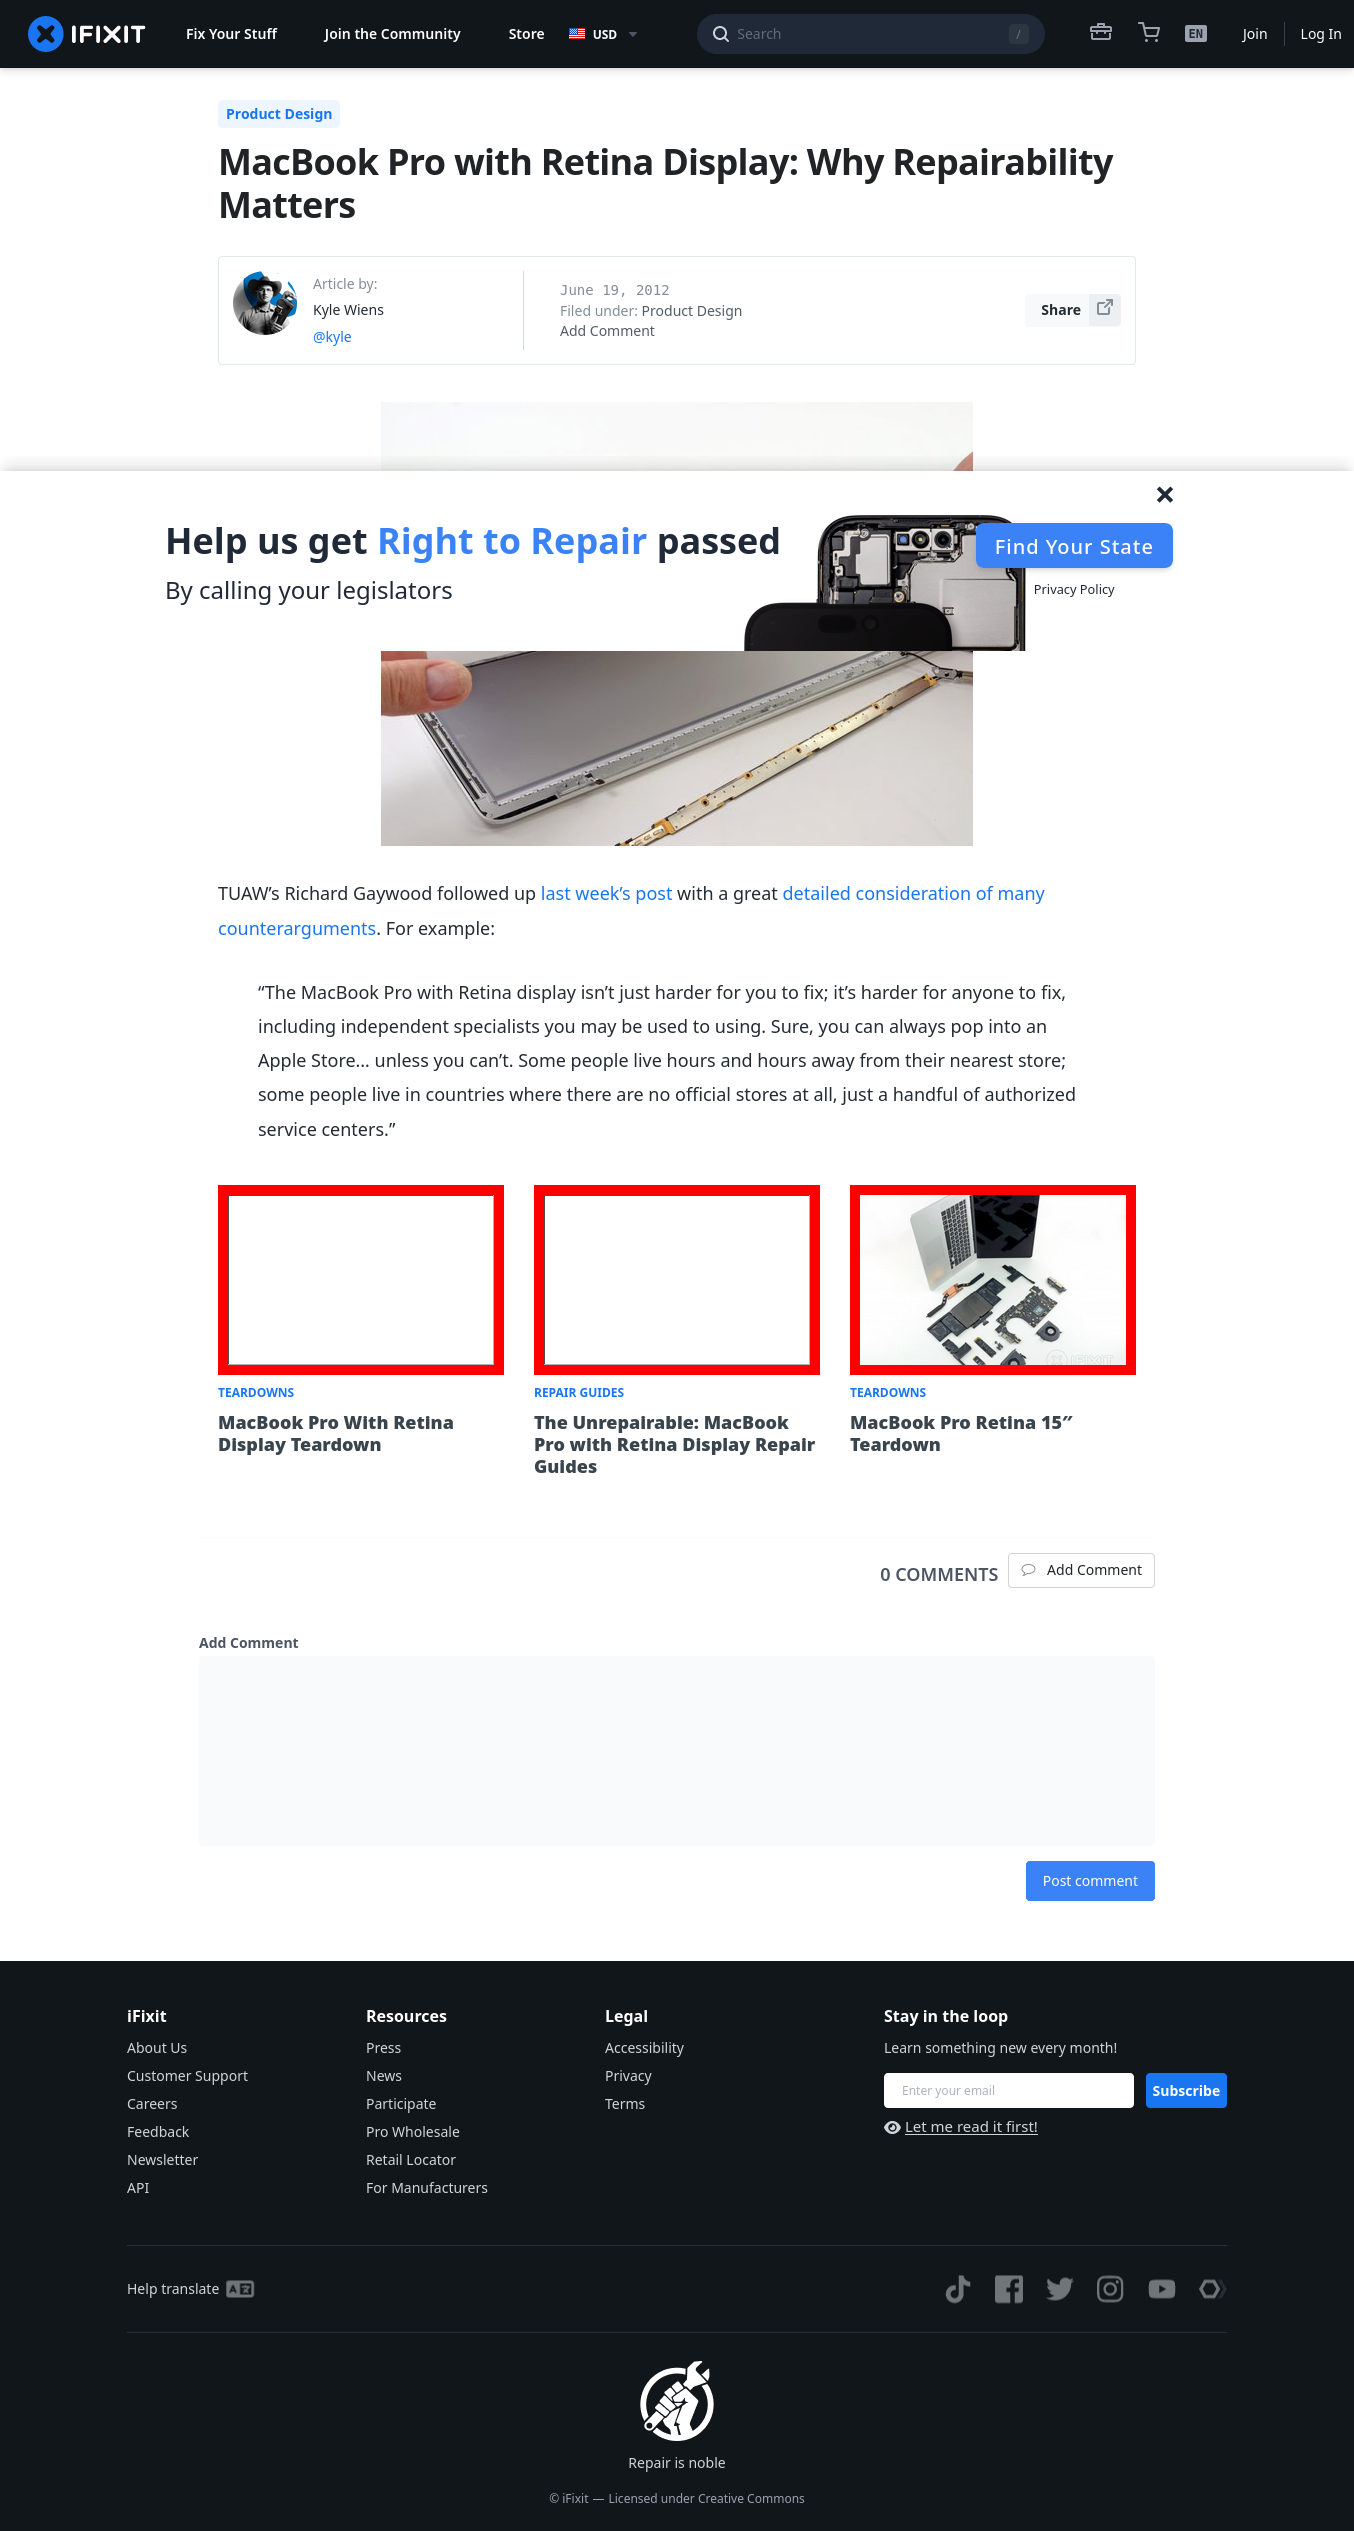 IFIXIT
Fix Your Stuff
Join the Community
Store
USD
Search
/
EN
Join
Log In
Product Design
MacBook Pro with Retina Display: Why Repairability
Matters
Article by:
Kyle Wiens
@kyle
June 19, 2012
Filed under: Product Design
Add Comment
Share
Help us get Right to Repair passed
By calling your legislators
Find Your State
Privacy Policy
TUAW’s Richard Gaywood followed up last week’s post with a great detailed consideration of many
counterarguments. For example:
“The MacBook Pro with Retina display isn’t just harder for you to fix; it’s harder for anyone to fix,
including independent specialists you may be used to using. Sure, you can always pop into an
Apple Store… unless you can’t. Some people live hours and hours away from their nearest store;
some people live in countries where there are no official stores at all, just a handful of authorized
service centers.”
IFIXIT
TEARDOWNS
MacBook Pro With Retina
Display Teardown
REPAIR GUIDES
The Unrepairable: MacBook
Pro with Retina Display Repair
Guides
TEARDOWNS
MacBook Pro Retina 15″
Teardown
0 COMMENTS
Add Comment
Add Comment
Post comment
iFixit
About Us
Customer Support
Careers
Feedback
Newsletter
API
Resources
Press
News
Participate
Pro Wholesale
Retail Locator
For Manufacturers
Legal
Accessibility
Privacy
Terms
Stay in the loop
Learn something new every month!
Enter your email
Subscribe
Let me read it first!
Help translate
Repair is noble
© iFixit — Licensed under Creative Commons